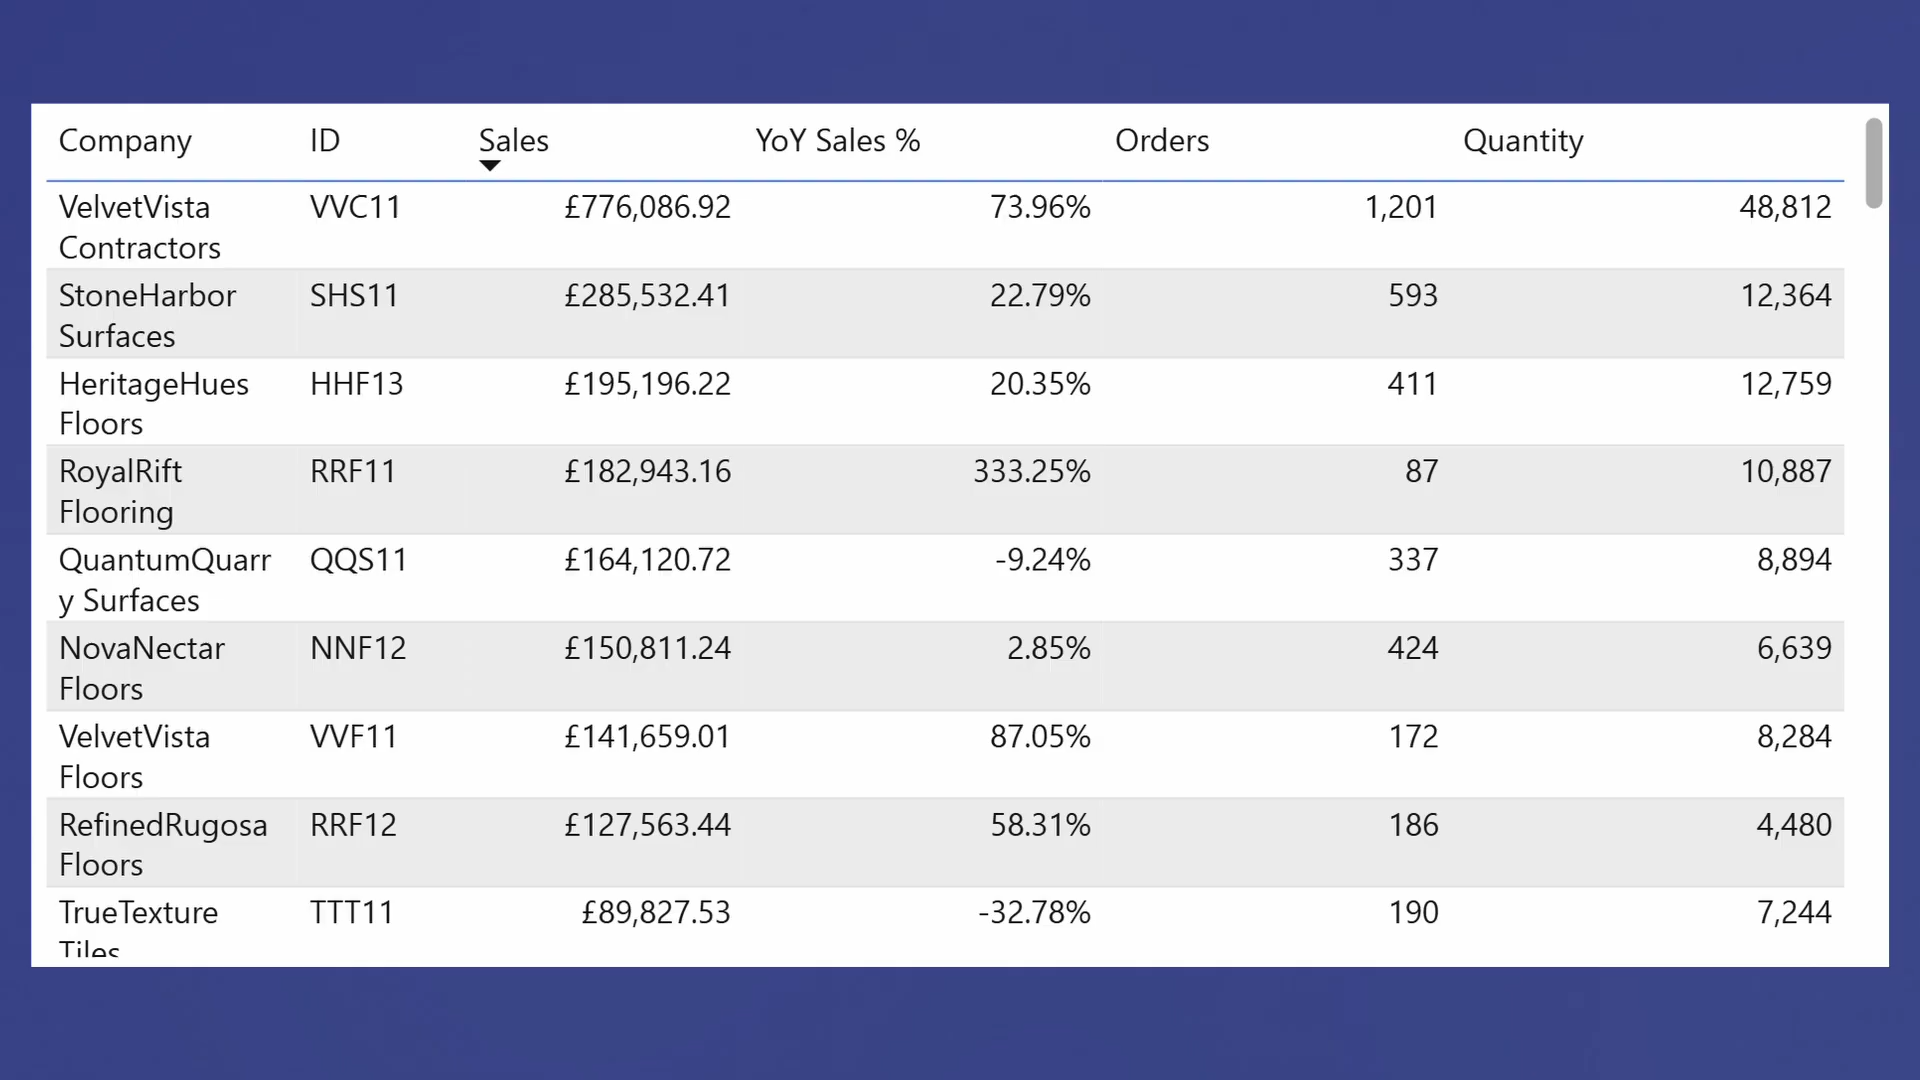 Company ID Sales YoY Sales % Orders Quantity
VelvetVista Contractors VVC11 £776,086.92 73.96% 1,201 48,812
StoneHarbor Surfaces SHS11 £285,532.41 22.79% 593 12,364
HeritageHues Floors HHF13 £195,196.22 20.35% 411 12,759
RoyalRift Flooring RRF11 £182,943.16 333.25% 87 10,887
QuantumQuarry Surfaces QQS11 £164,120.72 -9.24% 337 8,894
NovaNectar Floors NNF12 £150,811.24 2.85% 424 6,639
VelvetVista Floors VVF11 £141,659.01 87.05% 172 8,284
RefinedRugosa Floors RRF12 £127,563.44 58.31% 186 4,480
TrueTexture Tiles TTT11 £89,827.53 -32.78% 190 7,244